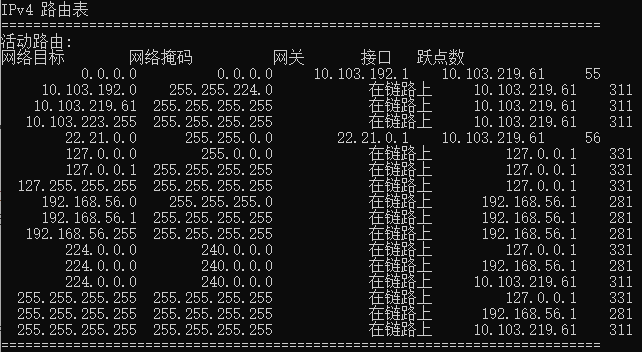 IPv4 路由表
===========================================================================
活动路由:
网络目标 网络掩码 网关 接口 跃点数
0.0.0.0 0.0.0.0 10.103.192.1 10.103.219.61 55
10.103.192.0 255.255.224.0 在链路上 10.103.219.61 311
10.103.219.61 255.255.255.255 在链路上 10.103.219.61 311
10.103.223.255 255.255.255.255 在链路上 10.103.219.61 311
22.21.0.0 255.255.0.0 22.21.0.1 10.103.219.61 56
127.0.0.0 255.0.0.0 在链路上 127.0.0.1 331
127.0.0.1 255.255.255.255 在链路上 127.0.0.1 331
127.255.255.255 255.255.255.255 在链路上 127.0.0.1 331
192.168.56.0 255.255.255.0 在链路上 192.168.56.1 281
192.168.56.1 255.255.255.255 在链路上 192.168.56.1 281
192.168.56.255 255.255.255.255 在链路上 192.168.56.1 281
224.0.0.0 240.0.0.0 在链路上 127.0.0.1 331
224.0.0.0 240.0.0.0 在链路上 192.168.56.1 281
224.0.0.0 240.0.0.0 在链路上 10.103.219.61 311
255.255.255.255 255.255.255.255 在链路上 127.0.0.1 331
255.255.255.255 255.255.255.255 在链路上 192.168.56.1 281
255.255.255.255 255.255.255.255 在链路上 10.103.219.61 311
===========================================================================